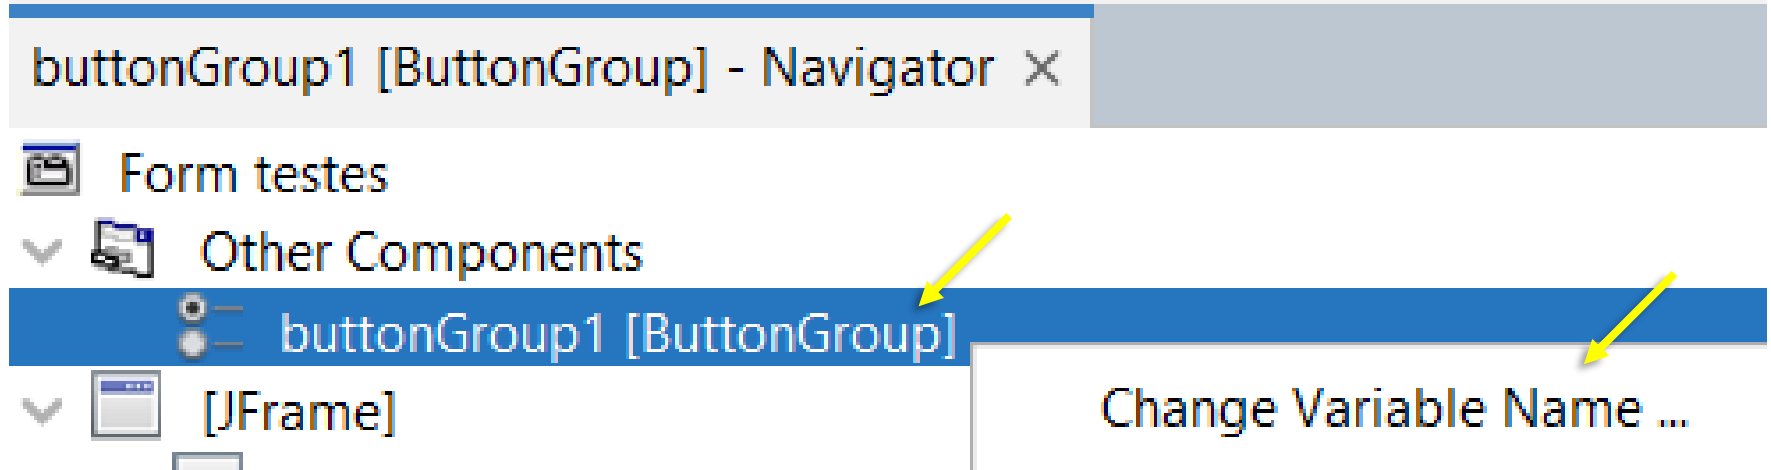 buttonGroup1 [ButtonGroup] - Navigator ×
Form testes
Other Components
buttonGroup1 [ButtonGroup]
[JFrame]
Change Variable Name ...